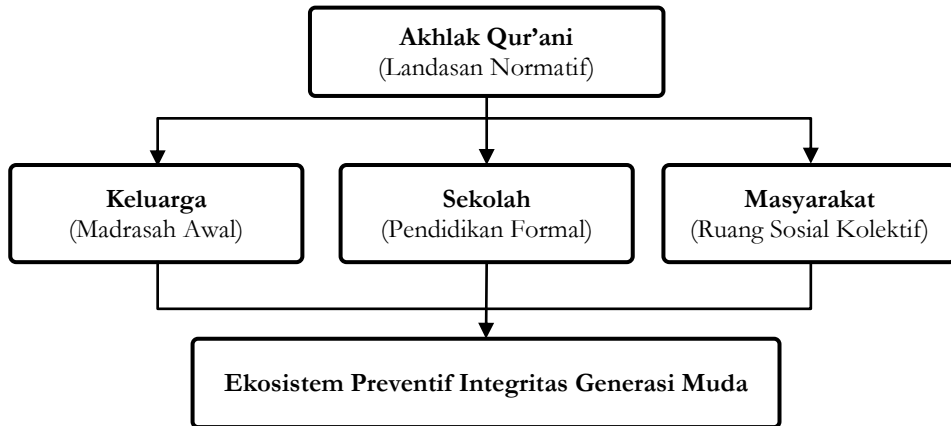 Akhlak Qur’ani
(Landasan Normatif)
Keluarga
(Madrasah Awal)
Sekolah
(Pendidikan Formal)
Masyarakat
(Ruang Sosial Kolektif)
Ekosistem Preventif Integritas Generasi Muda